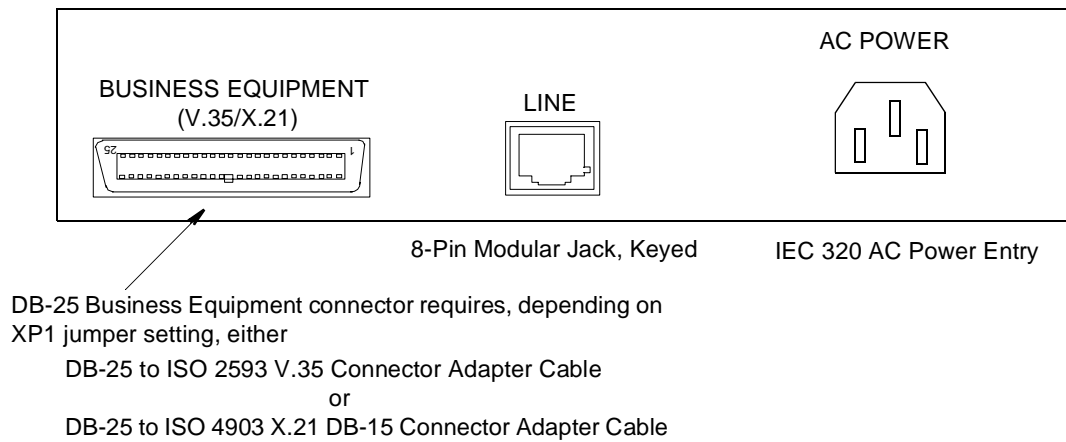 AC POWER
BUSINESS EQUIPMENT
(V.35/X.21)
LINE
25
1
8-Pin Modular Jack, Keyed
IEC 320 AC Power Entry
DB-25 Business Equipment connector requires, depending on
XP1 jumper setting, either
DB-25 to ISO 2593 V.35 Connector Adapter Cable
or
DB-25 to ISO 4903 X.21 DB-15 Connector Adapter Cable